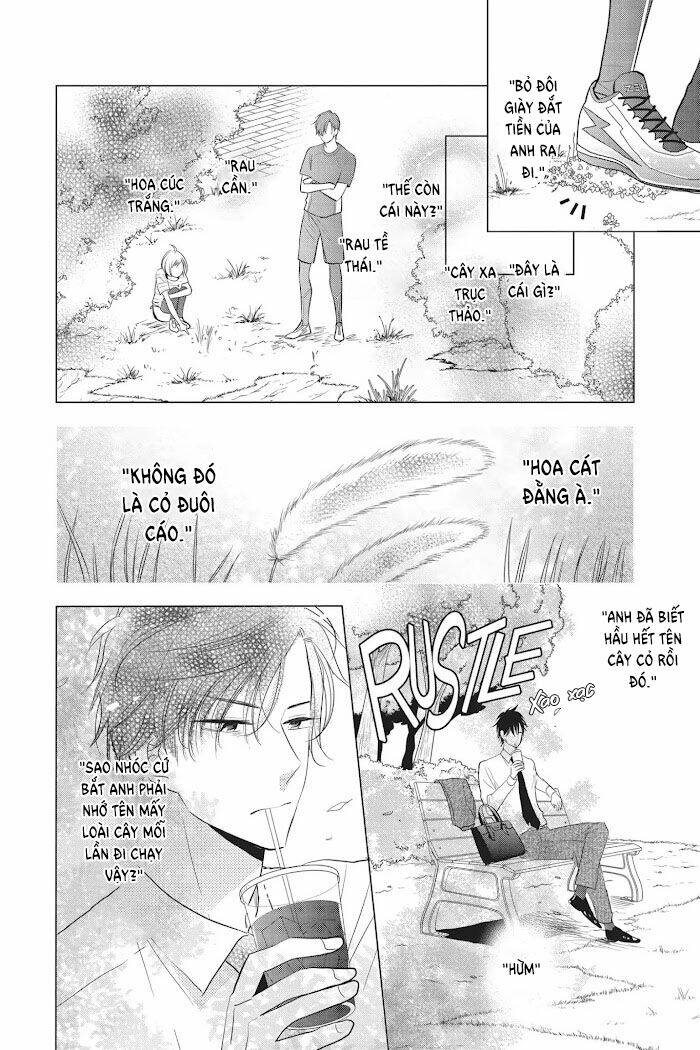 "BỎ ĐÔI
GIÀY ĐẮT
TIỀN CỦA
ANH RA
ĐI."
"ĐÂY LÀ
CÁI GÌ?"
"CÂY XA
TRỤC
THẢO."
"THẾ CÒN
CÁI NÀY?"
"RAU TỀ
THÁI."
"RAU
CẦN."
"HOA CÚC
TRẮNG."
"HOA CÁT
ĐẰNG À."
"KHÔNG ĐÓ
LÀ CỎ ĐUÔI
CÁO."
"ANH ĐÃ BIẾT
HẦU HẾT TÊN
CÂY CỎ RỒI
ĐÓ."
RUSTLE
XÀO XẠC
"HỪM"
"SAO NHÓC CỨ
BẮT ANH PHẢI
NHỚ TÊN MẤY
LOÀI CÂY MỖI
LẦN ĐI CHẠY
VẬY?"